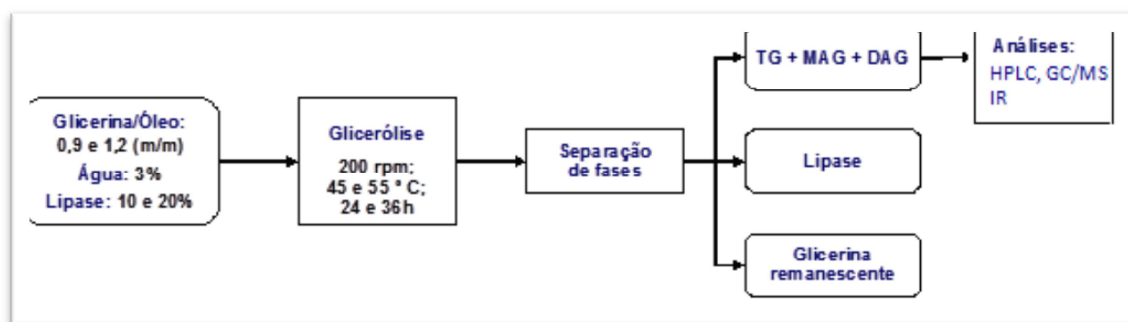 Glicerina/Óleo:
0,9 e 1,2 (m/m)
Água: 3%
Lipase: 10 e 20%
Glicerólise
200 rpm;
45 e 55 º C;
24 e 36h
Separação
de fases
TG + MAG + DAG
Lipase
Glicerina
remanescente
Análises:
HPLC, GC/MS
IR